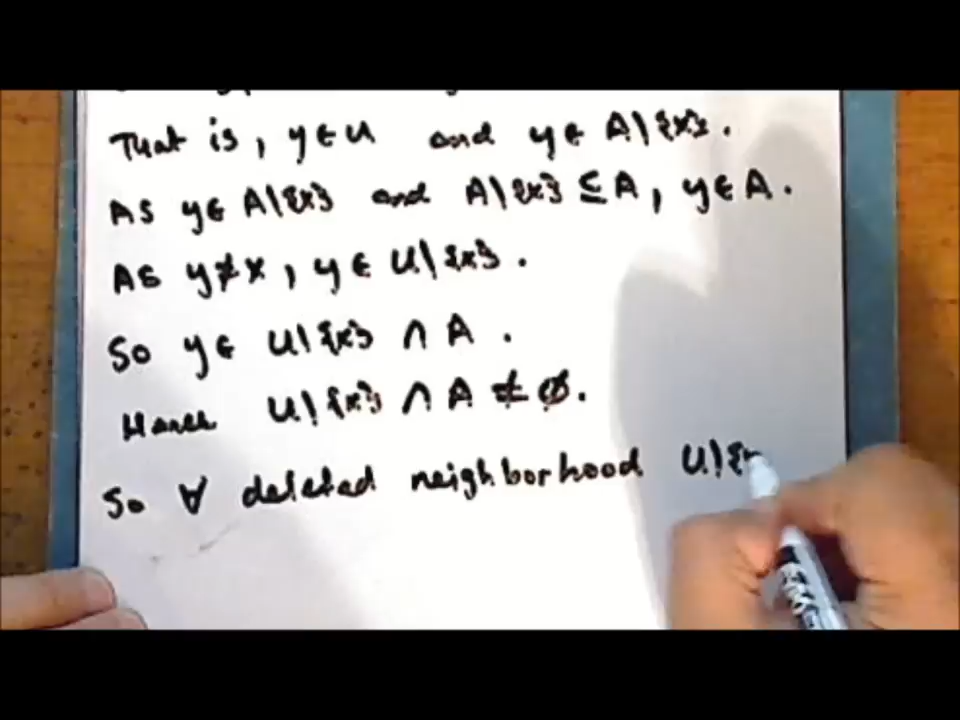 That is, y ∈ U and y ∈ A\{x}.
As y ∈ A\{x} and A\{x} ⊆ A, y ∈ A.
As y ≠ x, y ∈ U\{x}.
So y ∈ U\{x} ∩ A.
Hence U\{x} ∩ A ≠ ∅.
So ∀ deleted neighborhood U\{x